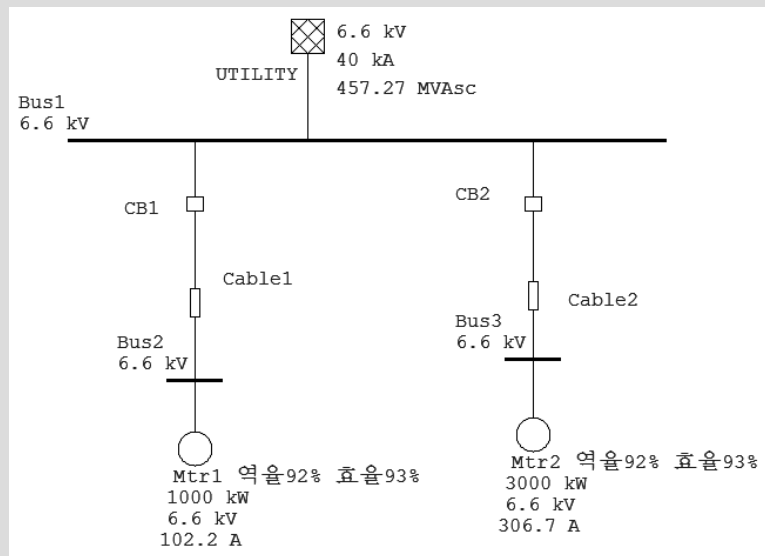 6.6 kV
40 kA
UTILITY
457.27 MVAsc
Bus1
6.6 kV
CB1
CB2
Cable1
Cable2
Bus2
6.6 kV
Bus3
6.6 kV
Mtr1 역율92% 효율93%
1000 kW
6.6 kV
102.2 A
Mtr2 역율92% 효율93%
3000 kW
6.6 kV
306.7 A